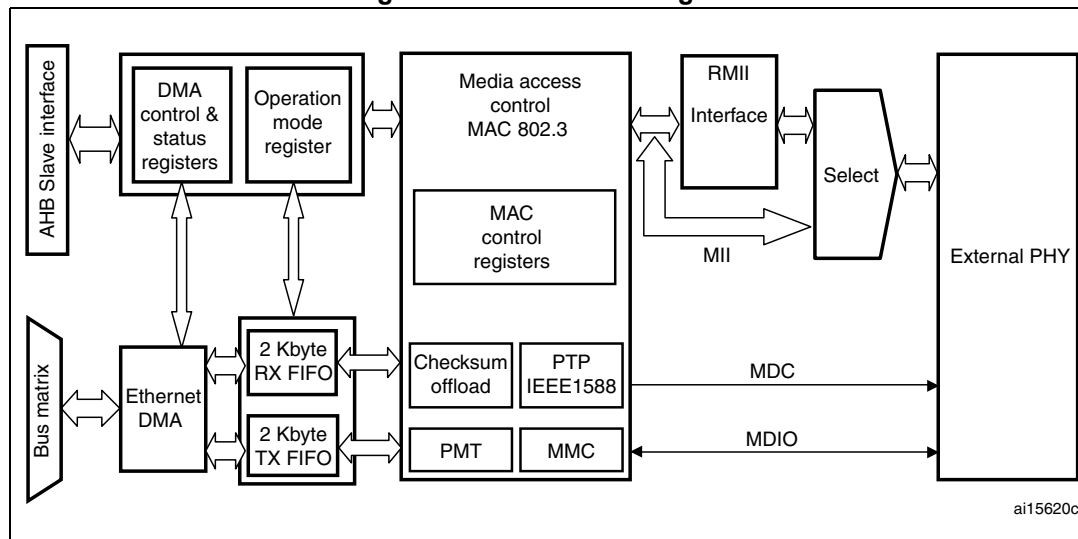 AHB Slave interface
DMA
control &
status
registers
Operation
mode
register
Media access
control
MAC 802.3
RMII
Interface
Select
External PHY
MAC
control
registers
MII
Bus matrix
Ethernet
DMA
2 Kbyte
RX FIFO
2 Kbyte
TX FIFO
Checksum
offload
PTP
IEEE1588
PMT
MMC
MDC
MDIO
ai15620c